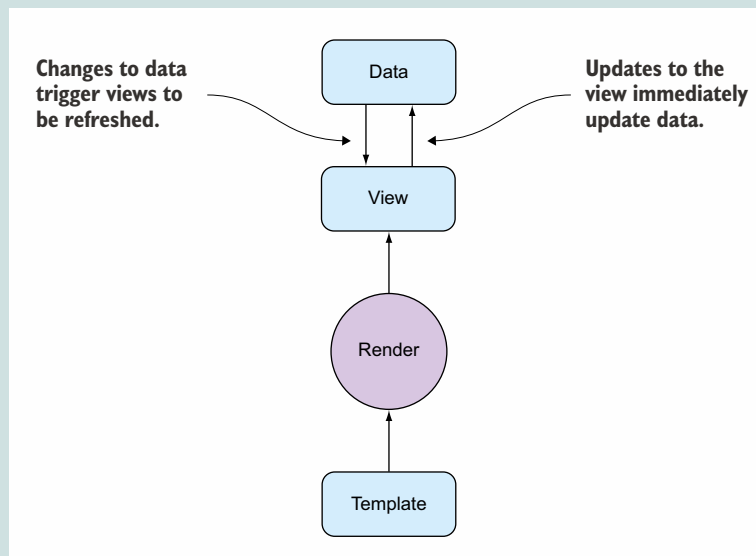 Data
Changes to data
trigger views to
be refreshed.
Updates to the
view immediately
update data.
View
Render
Template